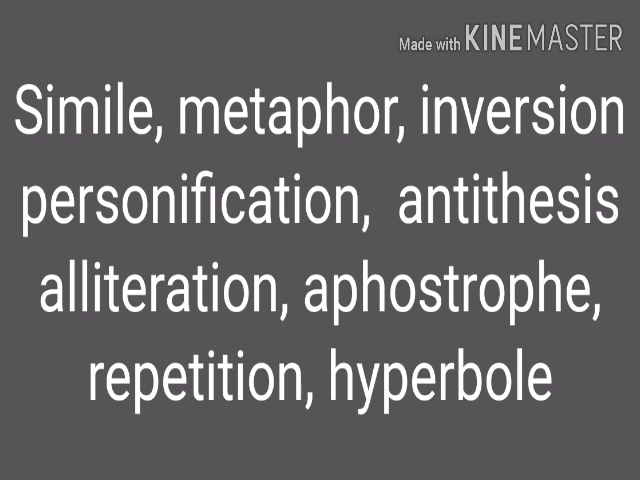 Made with KINEMASTER
Simile, metaphor, inversion
personification, antithesis
alliteration, aphostrophe,
repetition, hyperbole